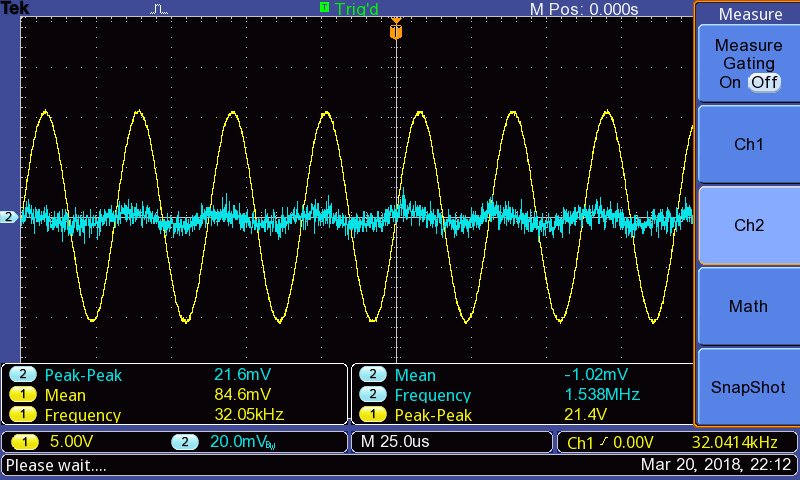 Tek T Trig'd M Pos: 0.000s Measure
T
Measure
Gating
On Off
Ch1
2
Ch2
Math
SnapShot
2 Peak-Peak 21.6mV 2 Mean -1.02mV
1 Mean 84.6mV 2 Frequency 1.538MHz
1 Frequency 32.05kHz 1 Peak-Peak 21.4V
1 5.00V 2 20.0mVBW M 25.0us Ch1 / 0.00V 32.0414kHz
Please wait.... Mar 20, 2018, 22:12